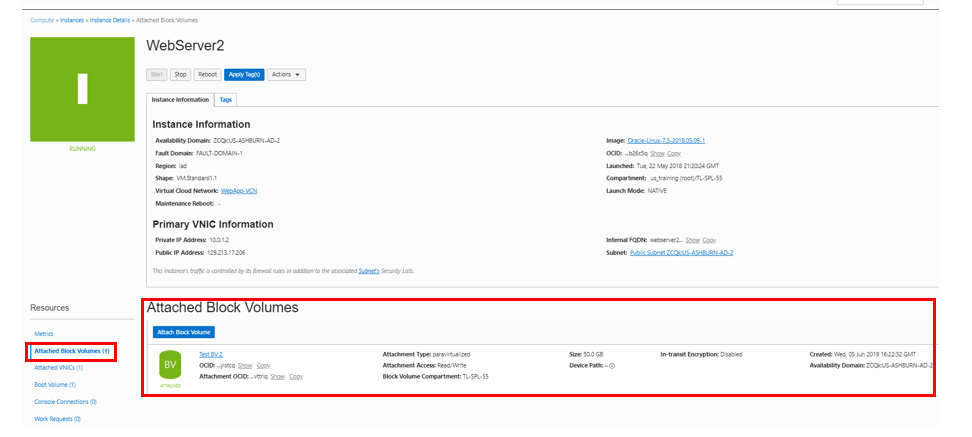 Compute » Instances » Instance Details » Attached Block Volumes
WebServer2
Start Stop Reboot Apply Tag(s) Actions
I
RUNNING
Instance Information Tags
Instance Information
Availability Domain: ZCQk:US-ASHBURN-AD-2
Fault Domain: FAULT-DOMAIN-1
Region: iad
Shape: VM.Standard1.1
Virtual Cloud Network: WebApp-VCN
Maintenance Reboot: -
Image: Oracle-Linux-7.5-2018.05.09-1
OCID: ...b26c5q Show Copy
Launched: Tue, 22 May 2018 21:20:24 GMT
Compartment: us_training (root)/TL-SPL-55
Launch Mode: NATIVE
Primary VNIC Information
Private IP Address: 10.0.1.2
Public IP Address: 129.213.17.206
Internal FQDN: webserver2... Show Copy
Subnet: Public Subnet ZCQk:US-ASHBURN-AD-2
This Instance's traffic is controlled by its firewall rules in addition to the associated Subnet's Security Lists.
Resources
Metrics
Attached Block Volumes (1)
Attached VNICs (1)
Boot Volume (1)
Console Connections (0)
Work Requests (0)
Attached Block Volumes
Attach Block Volume
BV
ATTACHED
Test BV 2
OCID: ...ylstcq Show Copy
Attachment OCID: ...vttriq Show Copy
Attachment Type: paravirtualized
Attachment Access: Read/Write
Block Volume Compartment: TL-SPL-55
Size: 50.0 GB
Device Path: -
In-transit Encryption: Disabled
Created: Wed, 05 Jun 2019 16:22:32 GMT
Availability Domain: ZCQk:US-ASHBURN-AD-2